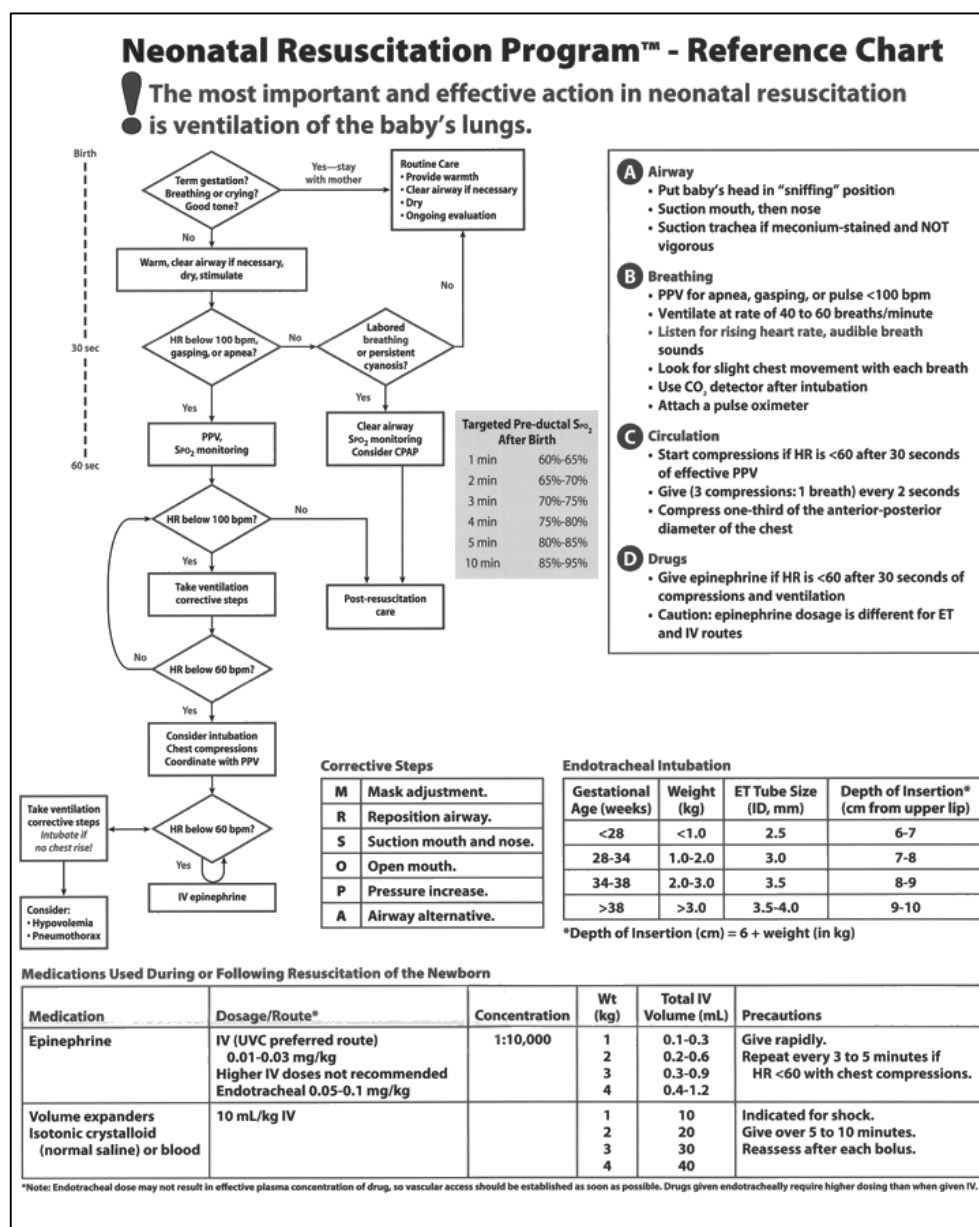 Neonatal Resuscitation Program™ - Reference Chart
! The most important and effective action in neonatal resuscitation
is ventilation of the baby's lungs.
Birth
30 sec
60 sec
Term gestation?
Breathing or crying?
Good tone?
Yes—stay
with mother
Routine Care
• Provide warmth
• Clear airway if necessary
• Dry
• Ongoing evaluation
No
Warm, clear airway if necessary,
dry, stimulate
HR below 100 bpm,
gasping, or apnea?
No
Labored
breathing
or persistent
cyanosis?
No
Yes
Yes
PPV,
SPO₂ monitoring
Clear airway
SPO₂ monitoring
Consider CPAP
HR below 100 bpm?
No
Yes
Take ventilation
corrective steps
Post-resuscitation
care
HR below 60 bpm?
No
Yes
Consider intubation
Chest compressions
Coordinate with PPV
HR below 60 bpm?
Take ventilation
corrective steps
Intubate if
no chest rise!
Yes
IV epinephrine
Consider:
• Hypovolemia
• Pneumothorax
Targeted Pre-ductal SPO₂
After Birth
1 min 60%-65%
2 min 65%-70%
3 min 70%-75%
4 min 75%-80%
5 min 80%-85%
10 min 85%-95%
A Airway
• Put baby's head in "sniffing" position
• Suction mouth, then nose
• Suction trachea if meconium-stained and NOT
vigorous
B Breathing
• PPV for apnea, gasping, or pulse <100 bpm
• Ventilate at rate of 40 to 60 breaths/minute
• Listen for rising heart rate, audible breath
sounds
• Look for slight chest movement with each breath
• Use CO₂ detector after intubation
• Attach a pulse oximeter
C Circulation
• Start compressions if HR is <60 after 30 seconds
of effective PPV
• Give (3 compressions: 1 breath) every 2 seconds
• Compress one-third of the anterior-posterior
diameter of the chest
D Drugs
• Give epinephrine if HR is <60 after 30 seconds of
compressions and ventilation
• Caution: epinephrine dosage is different for ET
and IV routes
Corrective Steps
M Mask adjustment.
R Reposition airway.
S Suction mouth and nose.
O Open mouth.
P Pressure increase.
A Airway alternative.
Endotracheal Intubation
Gestational Weight ET Tube Size Depth of Insertion*
Age (weeks) (kg) (ID, mm) (cm from upper lip)
<28 <1.0 2.5 6-7
28-34 1.0-2.0 3.0 7-8
34-38 2.0-3.0 3.5 8-9
>38 >3.0 3.5-4.0 9-10
*Depth of Insertion (cm) = 6 + weight (in kg)
Medications Used During or Following Resuscitation of the Newborn
Wt Total IV
Medication Dosage/Route* Concentration (kg) Volume (mL) Precautions
Epinephrine IV (UVC preferred route) 1:10,000 1 0.1-0.3 Give rapidly.
0.01-0.03 mg/kg 2 0.2-0.6 Repeat every 3 to 5 minutes if
Higher IV doses not recommended 3 0.3-0.9 HR <60 with chest compressions.
Endotracheal 0.05-0.1 mg/kg 4 0.4-1.2
Volume expanders 10 mL/kg IV 1 10 Indicated for shock.
Isotonic crystalloid 2 20 Give over 5 to 10 minutes.
(normal saline) or blood 3 30 Reassess after each bolus.
4 40
*Note: Endotracheal dose may not result in effective plasma concentration of drug, so vascular access should be established as soon as possible. Drugs given endotracheally require higher dosing than when given IV.